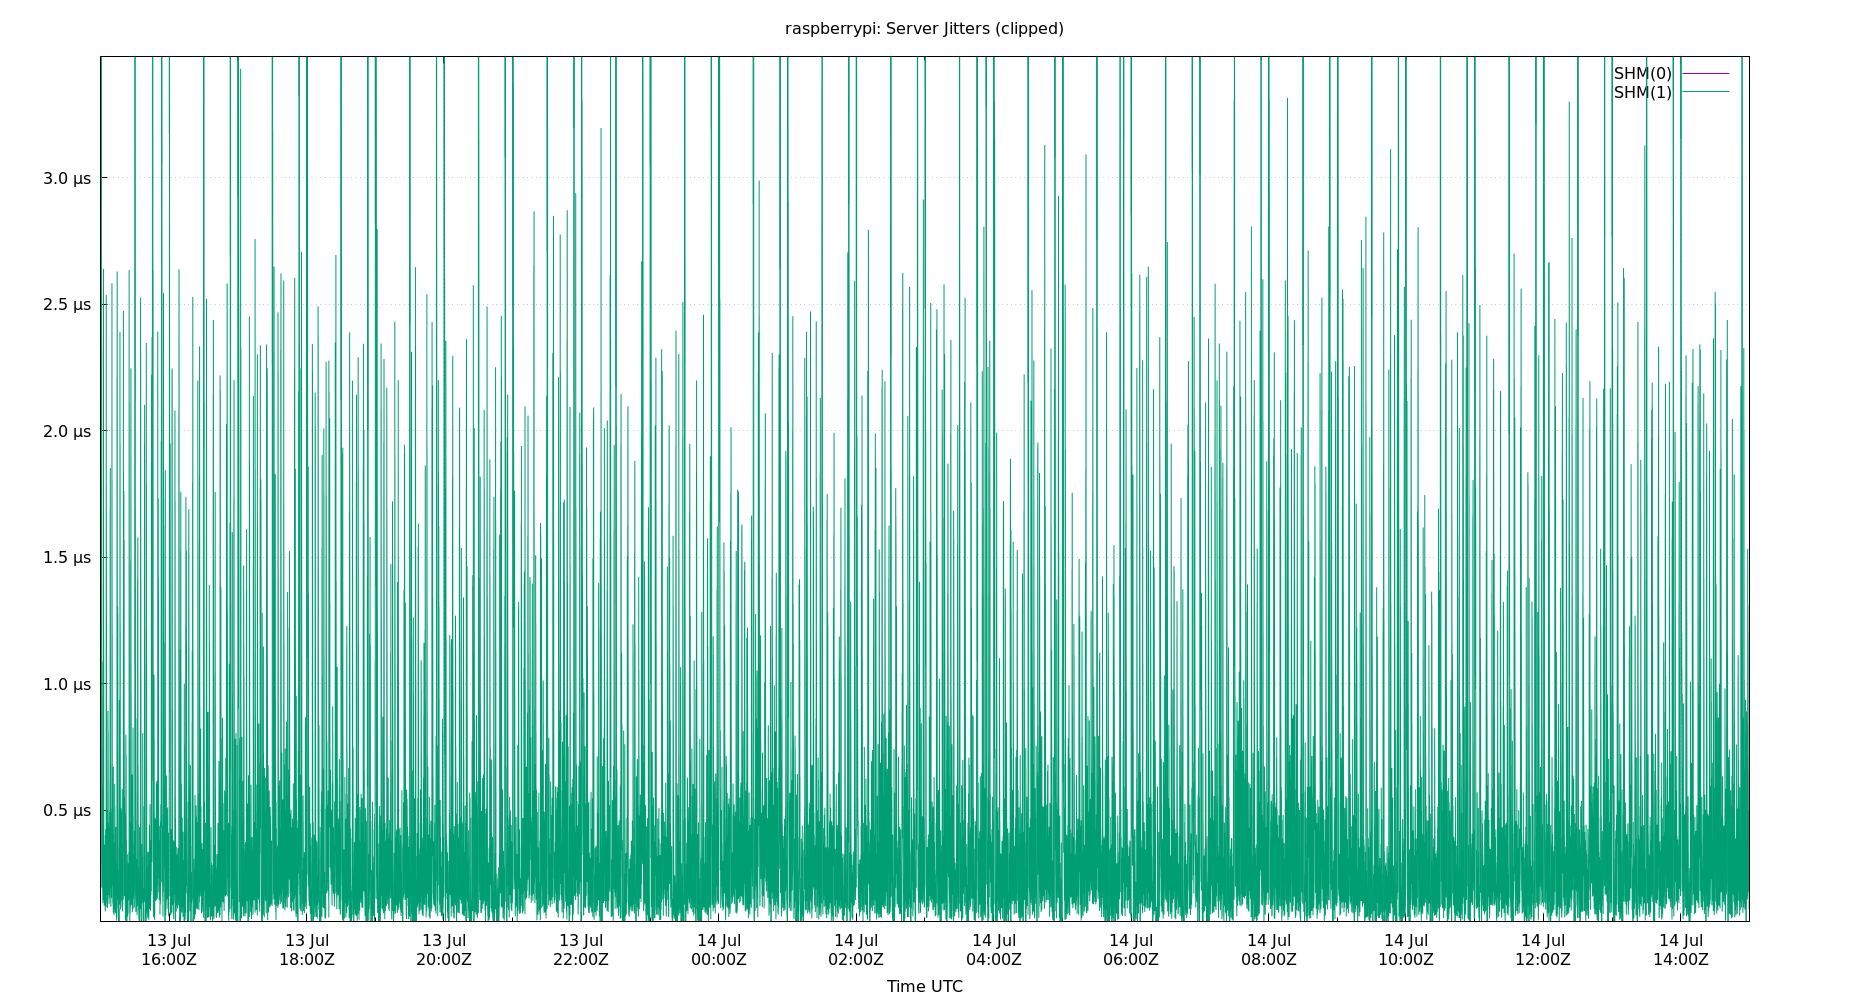 raspberrypi: Server Jitters (clipped)
SHM(0)
SHM(1)
3.0 µs
2.5 µs
2.0 µs
1.5 µs
1.0 µs
0.5 µs
13 Jul 13 Jul 13 Jul 13 Jul 14 Jul 14 Jul 14 Jul 14 Jul 14 Jul 14 Jul 14 Jul 14 Jul
16:00Z 18:00Z 20:00Z 22:00Z 00:00Z 02:00Z 04:00Z 06:00Z 08:00Z 10:00Z 12:00Z 14:00Z
Time UTC